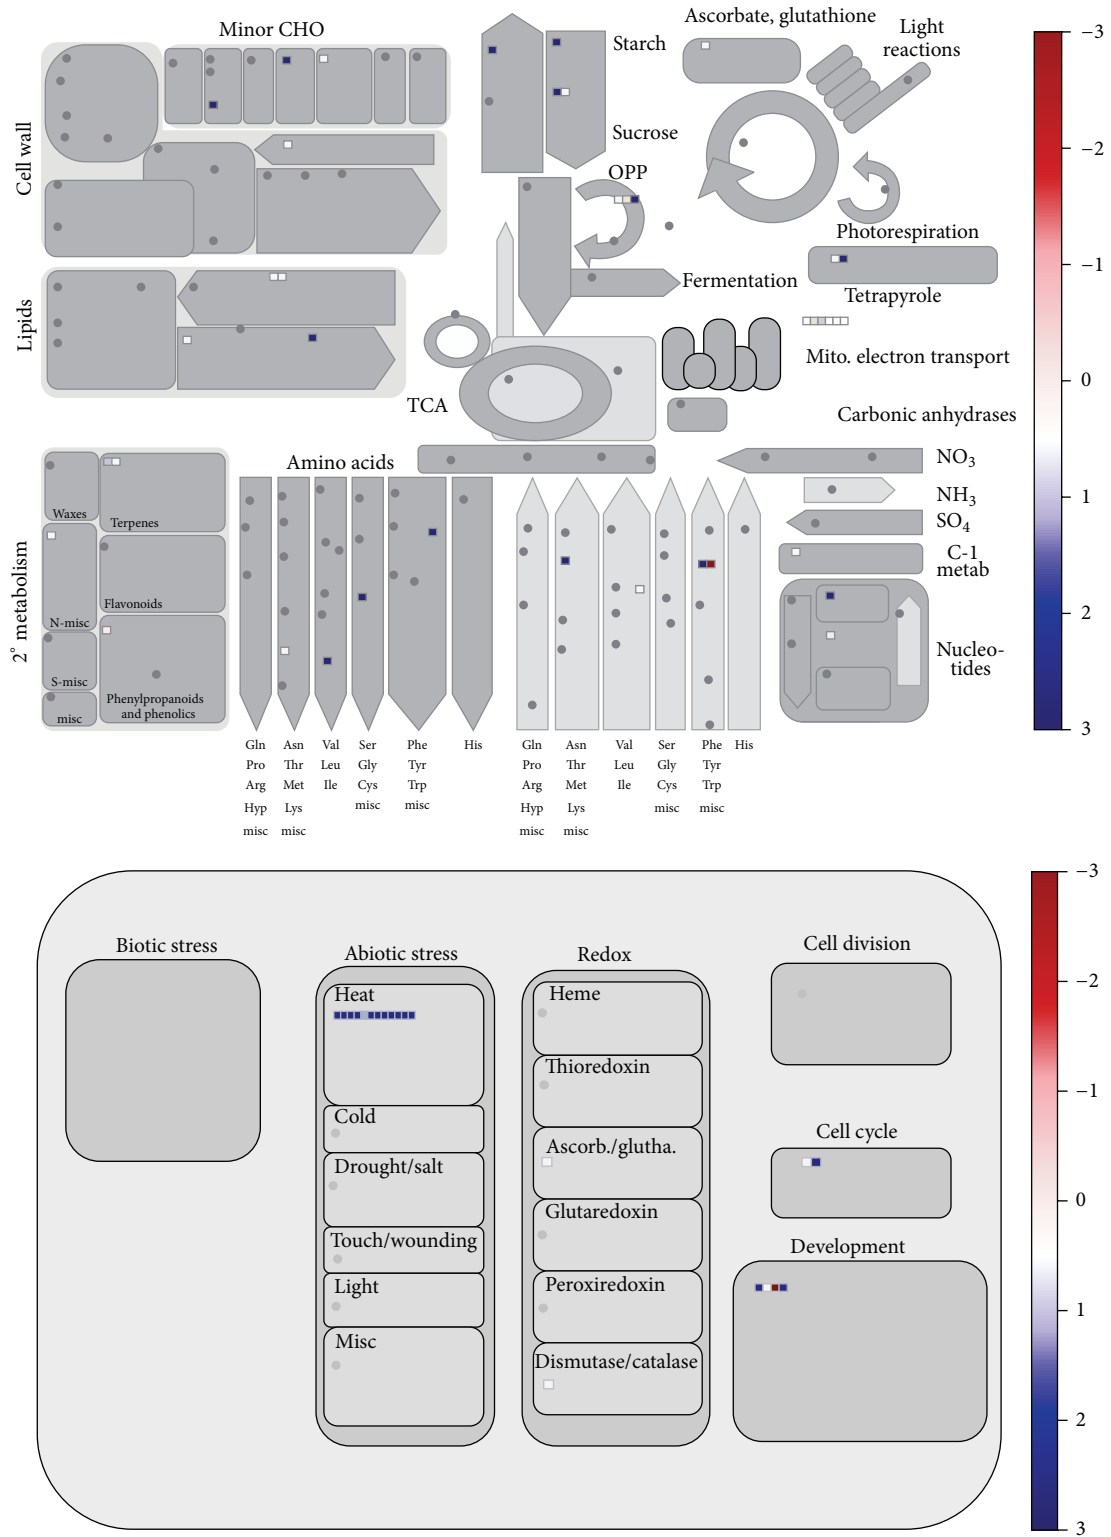 Minor CHO
Ascorbate, glutathione
Light
reactions
Starch
Sucrose
OPP
Cell wall
Photorespiration
Fermentation
Tetrapyrole
Lipids
Mito. electron transport
TCA
Carbonic anhydrases
Amino acids
NO3
NH3
SO4
C-1
metab
Nucleo-
tides
2° metabolism
Waxes
Terpenes
Flavonoids
N-misc
S-misc
Phenylpropanoids
and phenolics
misc
Gln Asn Val Ser Phe His Gln Asn Val Ser Phe His
Pro Thr Leu Gly Tyr Pro Thr Leu Gly Tyr
Arg Met Ile Cys Trp Arg Met Ile Cys Trp
Hyp Lys misc misc Hyp Lys misc misc
misc misc misc misc
−3
−2
−1
0
1
2
3
Biotic stress
Abiotic stress
Redox
Cell division
Heat
Cold
Drought/salt
Touch/wounding
Light
Misc
Heme
Thioredoxin
Ascorb./glutha.
Glutaredoxin
Peroxiredoxin
Dismutase/catalase
Cell cycle
Development
−3
−2
−1
0
1
2
3